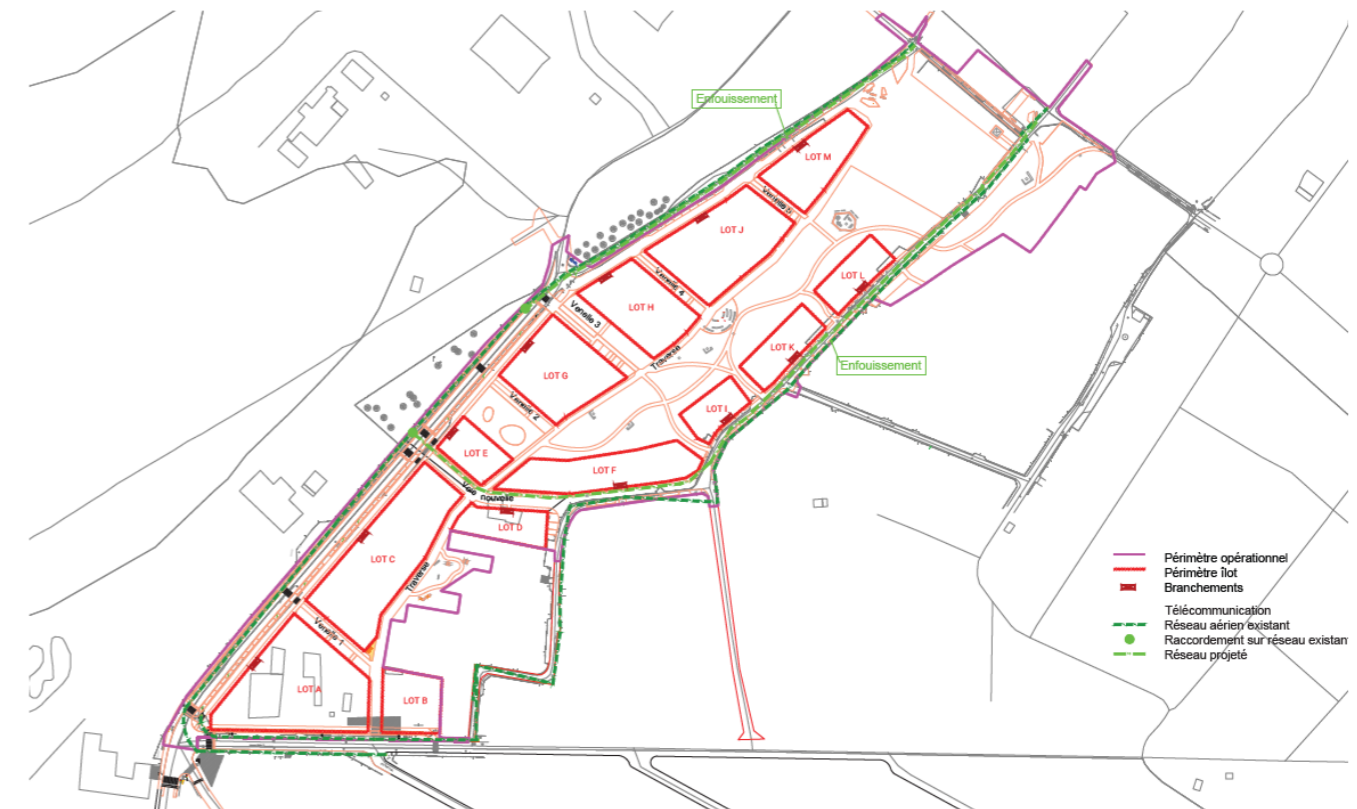 Enfouissement
LOT M
Venelle 5
LOT J
LOT L
Venelle 4
LOT H
Venelle 3
LOT K
Traverse
Enfouissement
LOT G
Venelle 2
LOT I
LOT E
LOT F
Voie nouvelle
LOT D
LOT C
Traverse
Venelle 1
LOT A
LOT B
Périmètre opérationnel
Périmètre îlot
Branchements
Télécommunication
Réseau aérien existant
Raccordement sur réseau existant
Réseau projeté